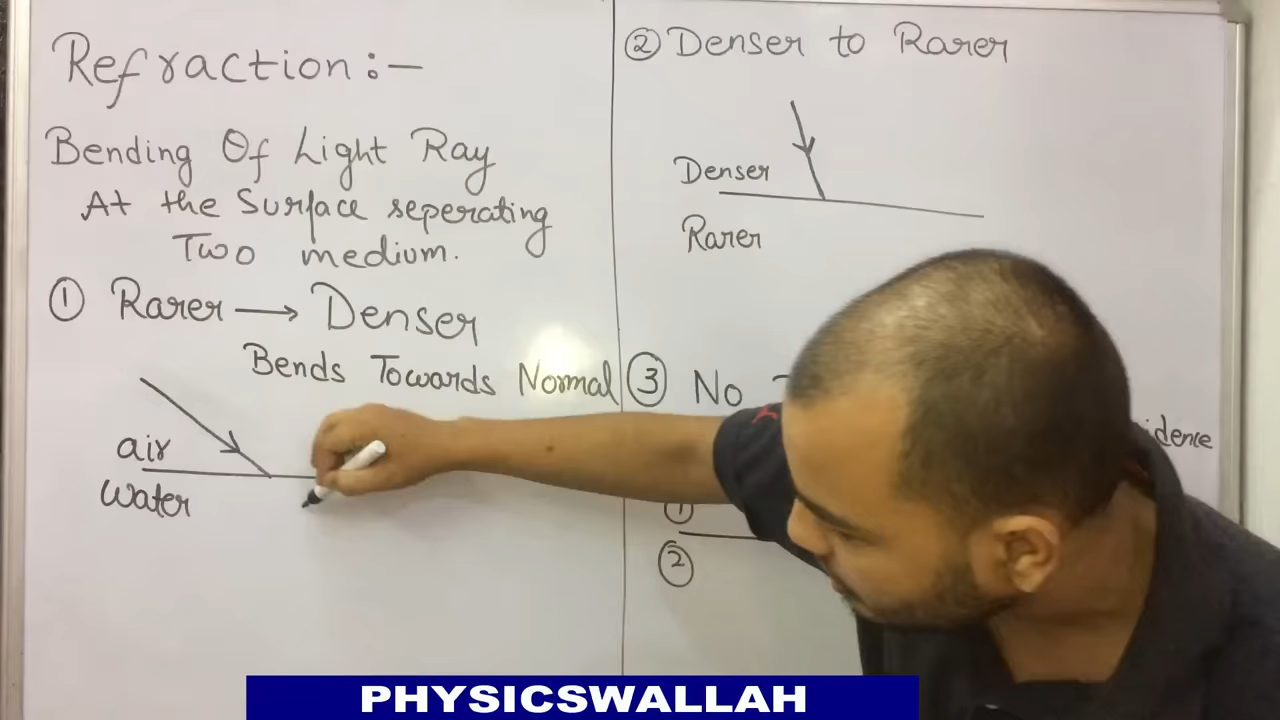 Refraction:-
Bending Of Light Ray
At the Surface seperating
Two medium.
① Rarer → Denser
Bends Towards Normal
air
Water
② Denser to Rarer
Denser
Rarer
③ No
①
②
PHYSICSWALLAH